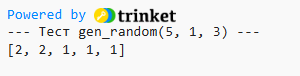 Powered by trinket
--- Тест gen_random(5, 1, 3) ---
[2, 2, 1, 1, 1]